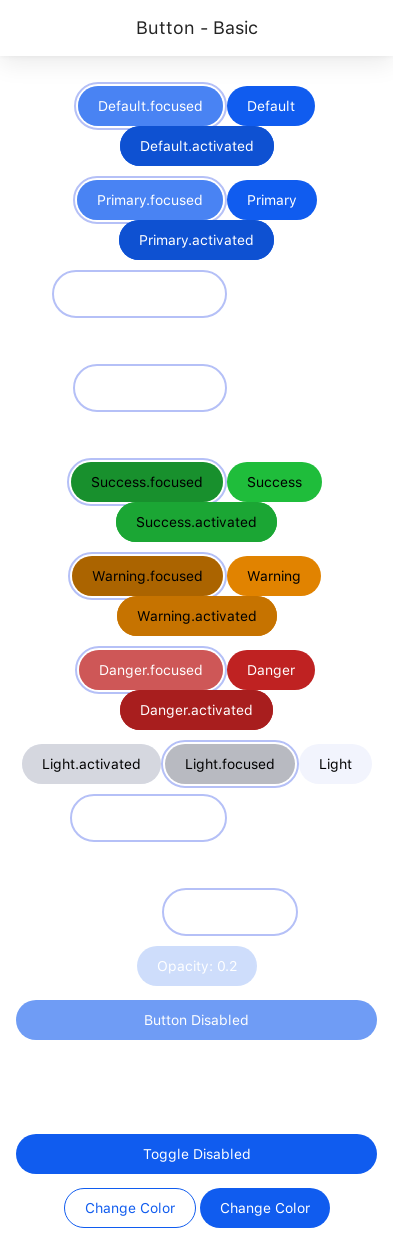 Button - Basic
Default.focused Default
Default.activated
Primary.focused Primary
Primary.activated
Success.focused Success
Success.activated
Warning.focused Warning
Warning.activated
Danger.focused Danger
Danger.activated
Light.activated Light.focused Light
Opacity: 0.2
Button Disabled
Toggle Disabled
Change Color Change Color